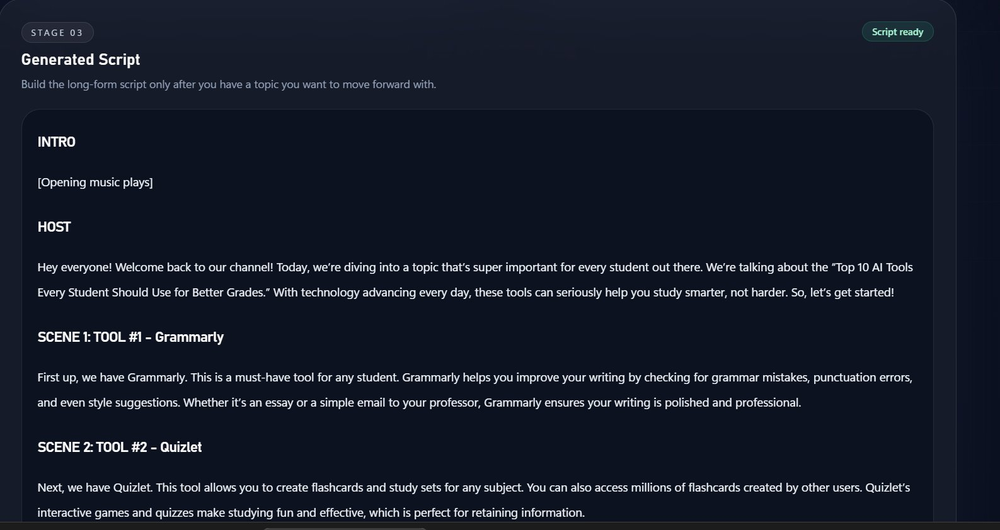 STAGE 03
Script ready
Generated Script
Build the long-form script only after you have a topic you want to move forward with.
INTRO
[Opening music plays]
HOST
Hey everyone! Welcome back to our channel! Today, we’re diving into a topic that’s super important for every student out there. We’re talking about the “Top 10 AI Tools
Every Student Should Use for Better Grades.” With technology advancing every day, these tools can seriously help you study smarter, not harder. So, let’s get started!
SCENE 1: TOOL #1 – Grammarly
First up, we have Grammarly. This is a must-have tool for any student. Grammarly helps you improve your writing by checking for grammar mistakes, punctuation errors,
and even style suggestions. Whether it’s an essay or a simple email to your professor, Grammarly ensures your writing is polished and professional.
SCENE 2: TOOL #2 – Quizlet
Next, we have Quizlet. This tool allows you to create flashcards and study sets for any subject. You can also access millions of flashcards created by other users. Quizlet’s
interactive games and quizzes make studying fun and effective, which is perfect for retaining information.